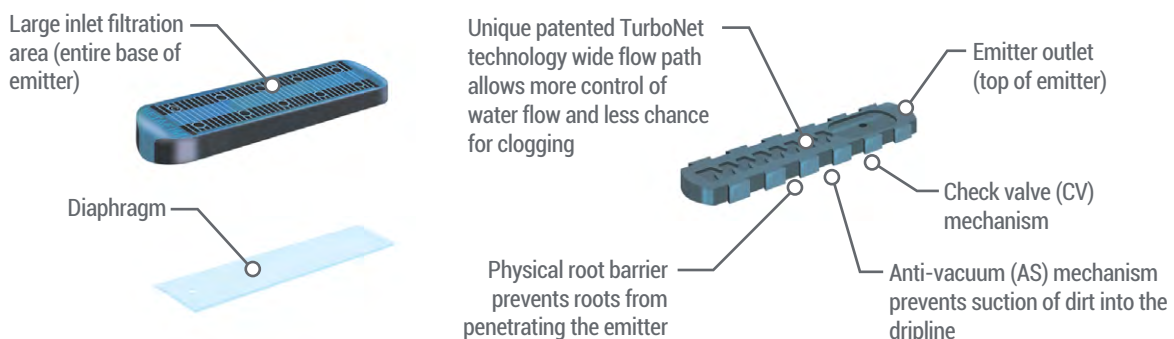 Large inlet filtration
area (entire base of
emitter)
Diaphragm
Unique patented TurboNet
technology wide flow path
allows more control of
water flow and less chance
for clogging
Emitter outlet
(top of emitter)
Check valve (CV)
mechanism
Physical root barrier
prevents roots from
penetrating the emitter
Anti-vacuum (AS) mechanism
prevents suction of dirt into the
dripline